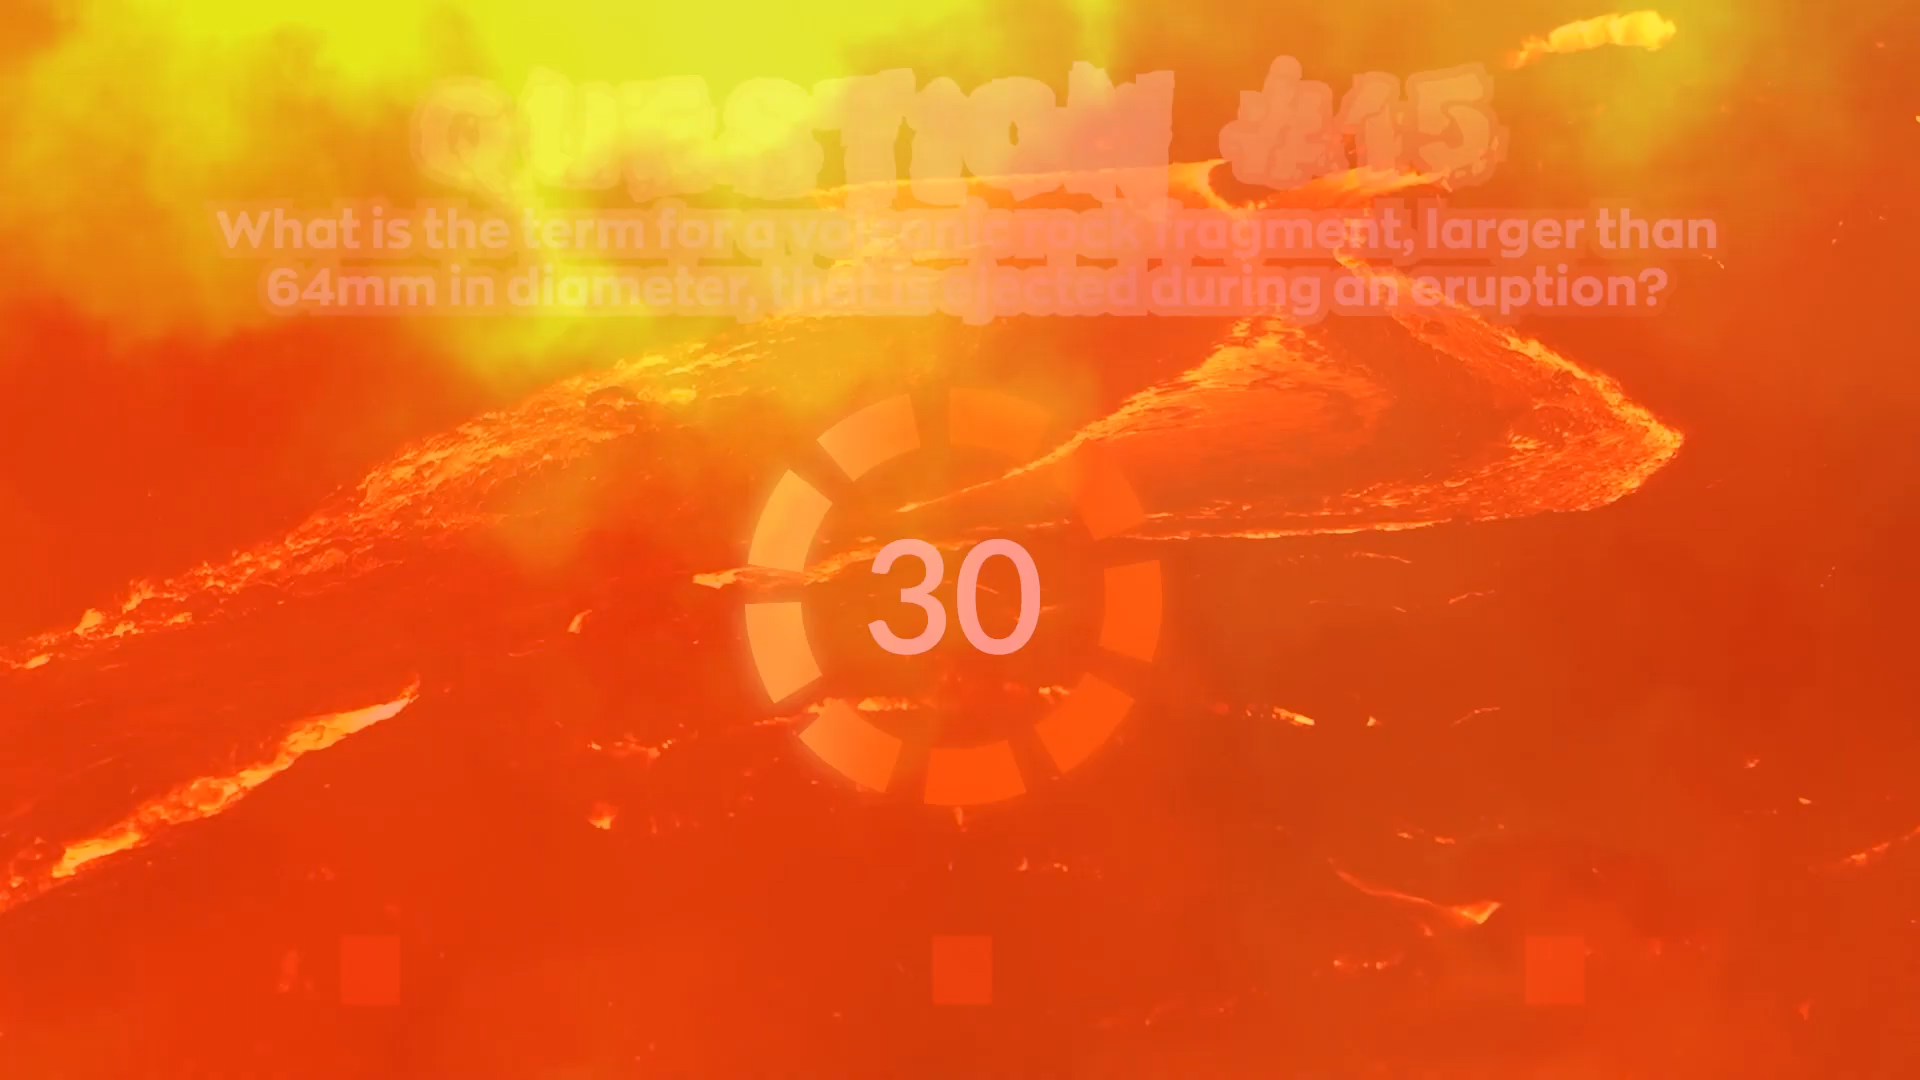 QUESTION #15
What is the term for a volcanic rock fragment, larger than
64mm in diameter, that is ejected during an eruption?
30